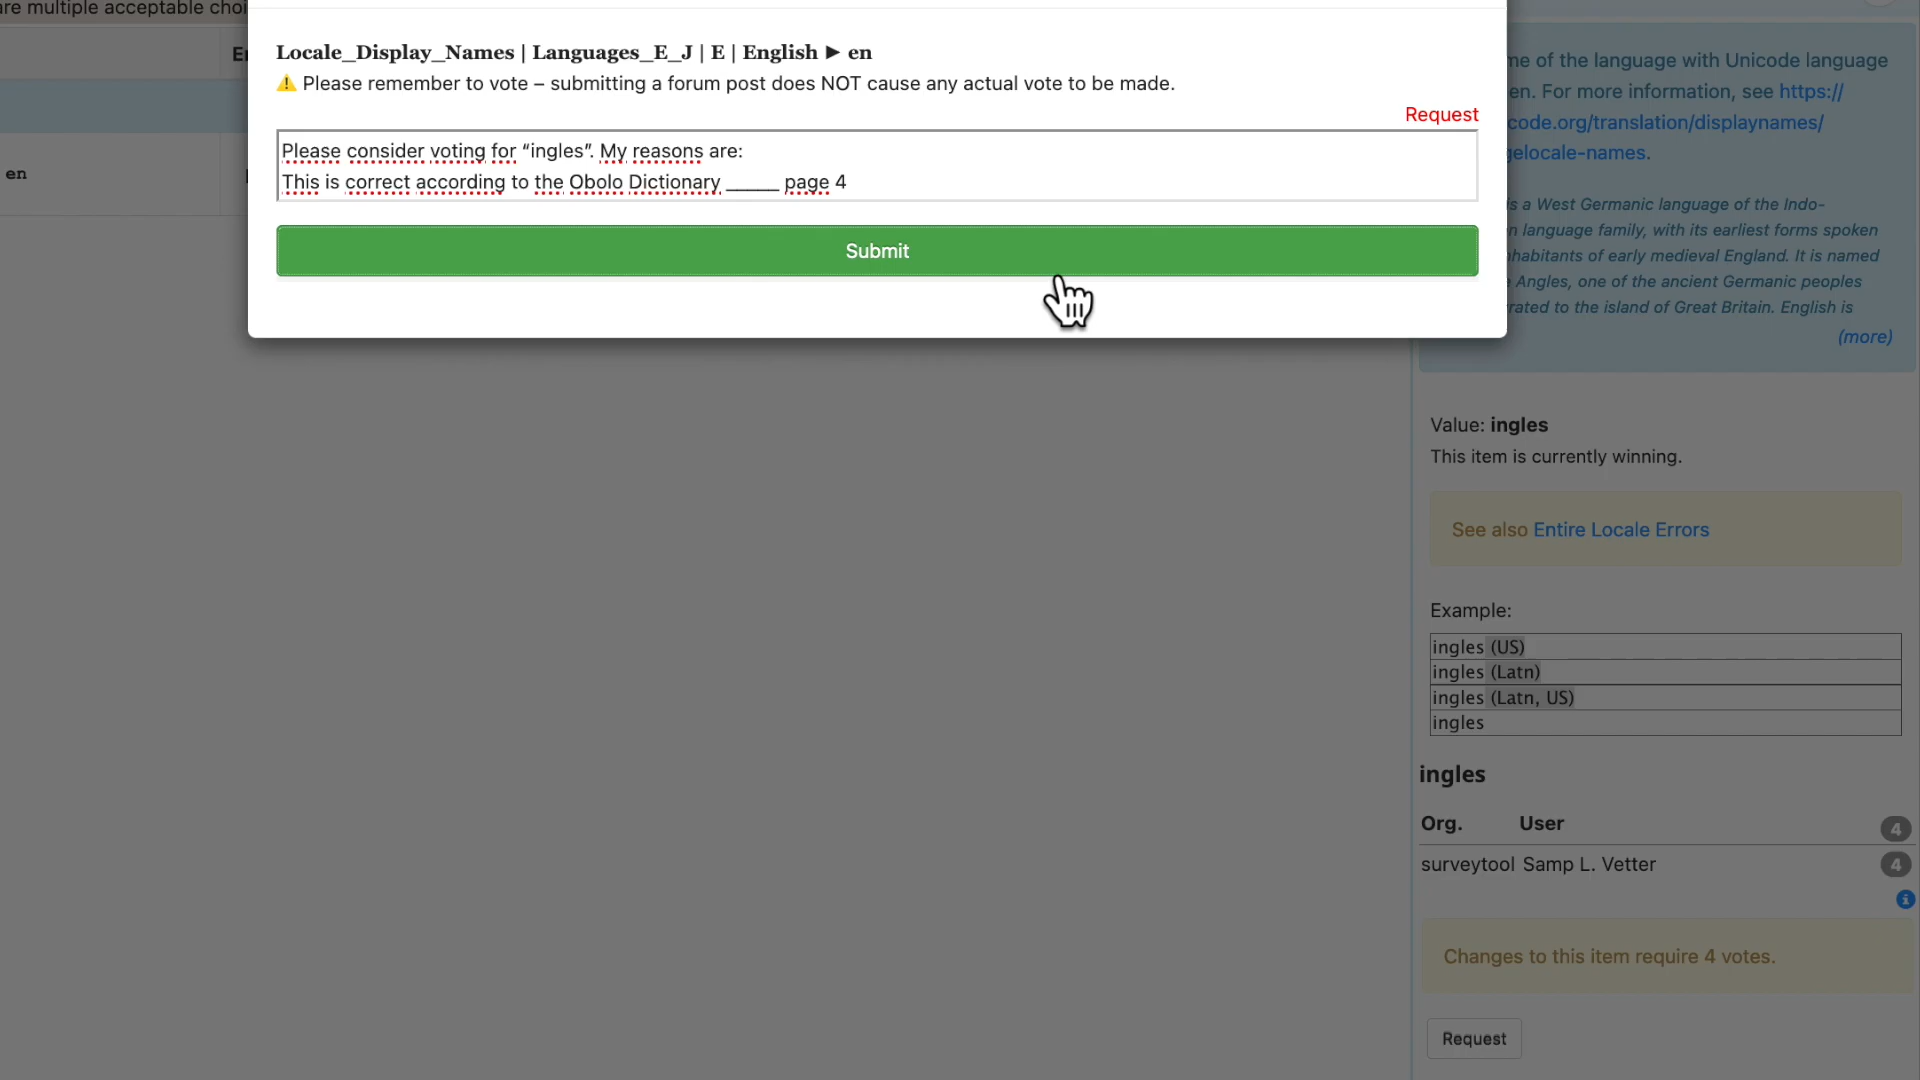 are multiple acceptable choi
Locale_Display_Names | Languages_E_J | E | English ► en
⚠ Please remember to vote – submitting a forum post does NOT cause any actual vote to be made.
Request
Please consider voting for “ingles”. My reasons are:
This is correct according to the Obolo Dictionary ______ page 4
Submit
En
en
me of the language with Unicode language
en. For more information, see https://
code.org/translation/displaynames/
gelocale-names.
is a West Germanic language of the Indo-
n language family, with its earliest forms spoken
nhabitants of early medieval England. It is named
e Angles, one of the ancient Germanic peoples
rated to the island of Great Britain. English is
(more)
Value: ingles
This item is currently winning.
See also Entire Locale Errors
Example:
ingles (US)
ingles (Latn)
ingles (Latn, US)
ingles
ingles
Org. User 4
surveytool Samp L. Vetter 4
Changes to this item require 4 votes.
Request